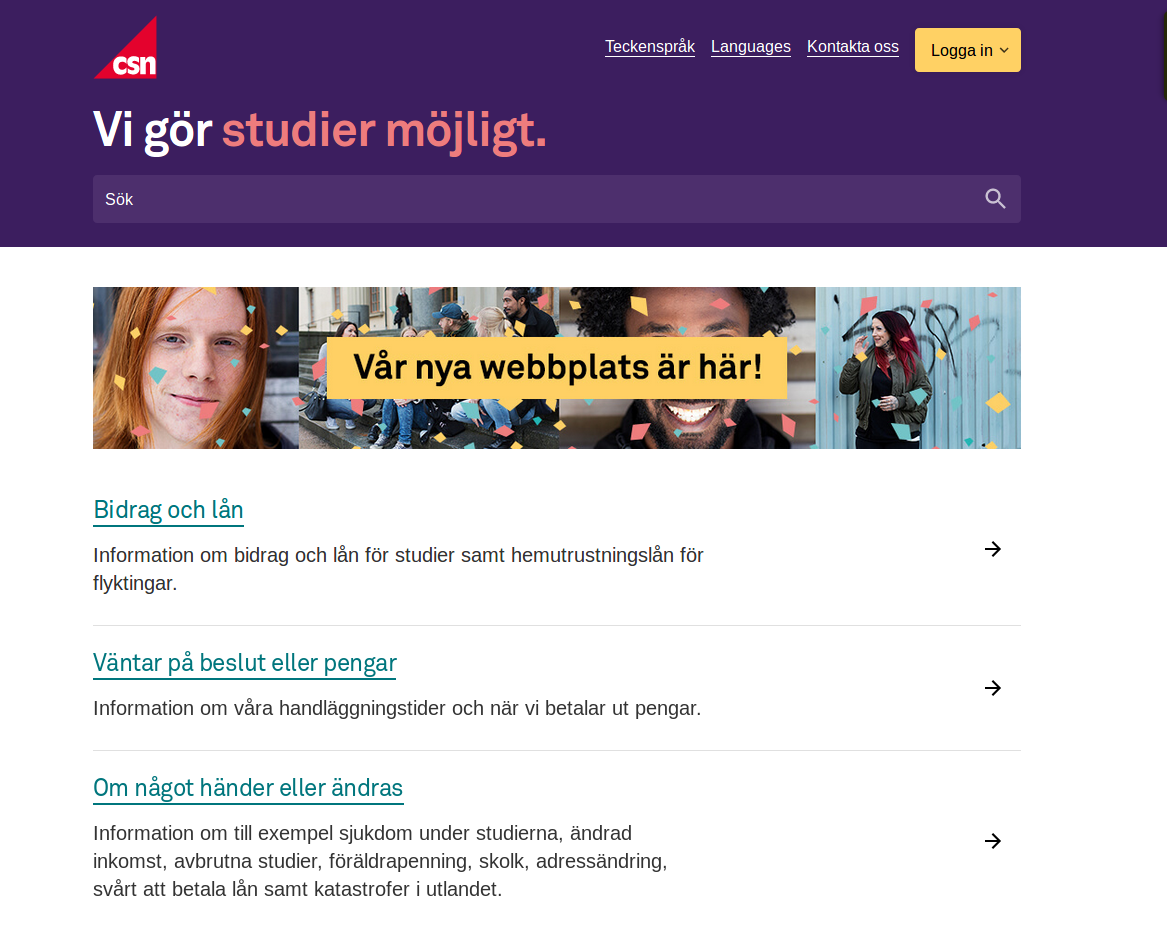 csn
Teckenspråk Languages Kontakta oss Logga in
Vi gör studier möjligt.
Sök
Vår nya webbplats är här!
Bidrag och lån
Information om bidrag och lån för studier samt hemutrustningslån för
flyktingar.
Väntar på beslut eller pengar
Information om våra handläggningstider och när vi betalar ut pengar.
Om något händer eller ändras
Information om till exempel sjukdom under studierna, ändrad
inkomst, avbrutna studier, föräldrapenning, skolk, adressändring,
svårt att betala lån samt katastrofer i utlandet.